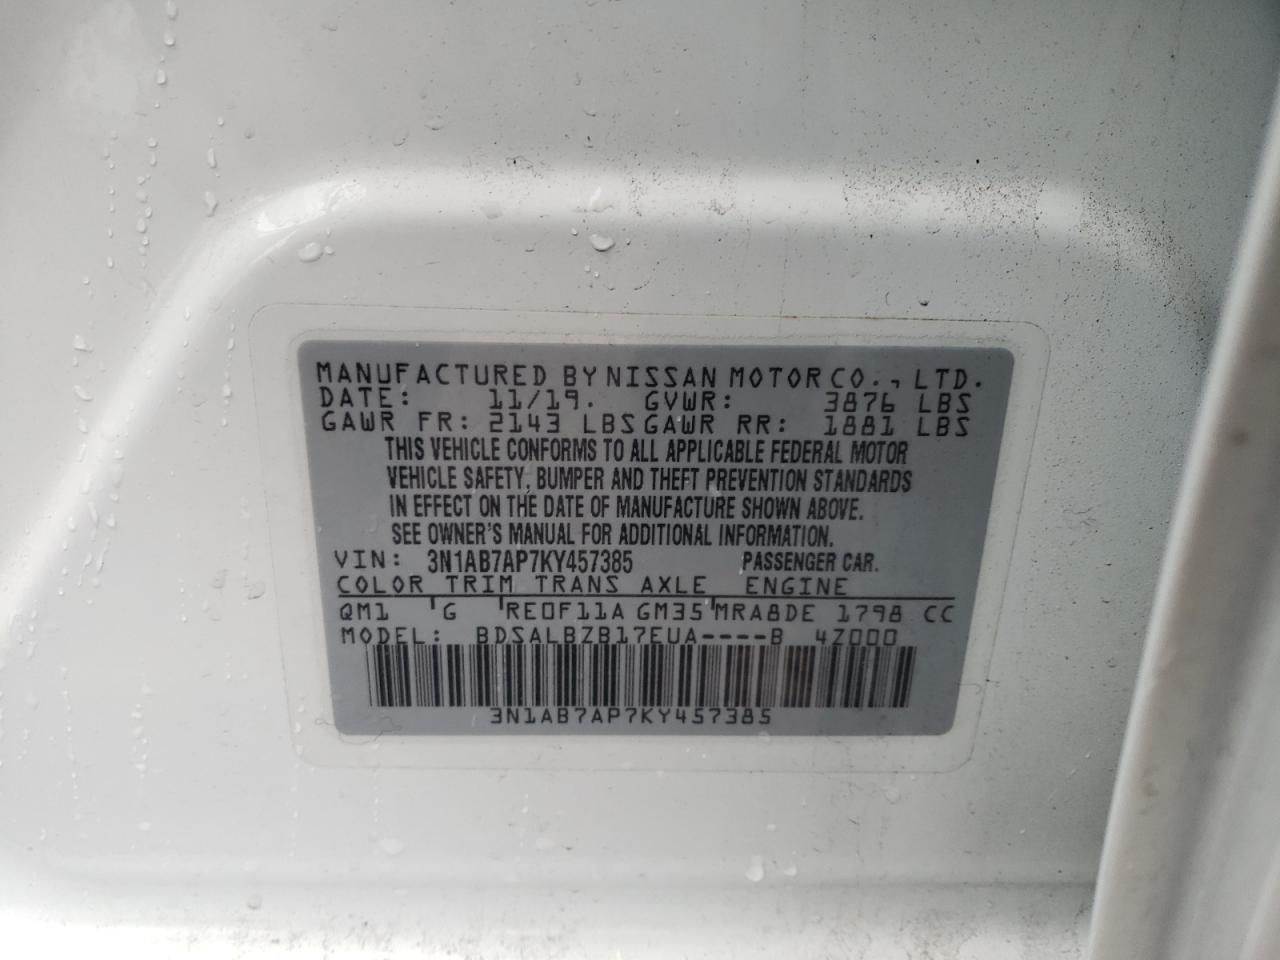 MANUFACTURED BY NISSAN MOTOR CO., LTD.
DATE: 11/19. GVWR: 3876 LBS
GAWR FR: 2143 LBS GAWR RR: 1881 LBS
THIS VEHICLE CONFORMS TO ALL APPLICABLE FEDERAL MOTOR
VEHICLE SAFETY, BUMPER AND THEFT PREVENTION STANDARDS
IN EFFECT ON THE DATE OF MANUFACTURE SHOWN ABOVE.
SEE OWNER'S MANUAL FOR ADDITIONAL INFORMATION.
VIN: 3N1AB7AP7KY457385 PASSENGER CAR.
COLOR TRIM TRANS AXLE ENGINE
QM1 'G 'RE0F11A GM35'MRA8DE 1798 CC
MODEL: BDSALBZB17EUA----B 4Z000
3N1AB7AP7KY457385